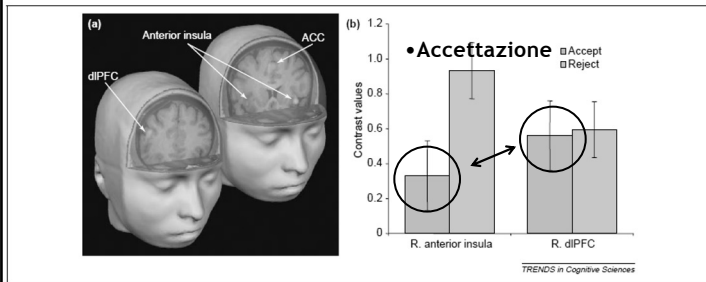 (a)
Anterior insula
ACC
dlPFC
(b)
Contrast values
1.2
1.0
0.8
0.6
0.4
0.2
0
•Accettazione
Accept
Reject
R. anterior insula
R. dlPFC
TRENDS in Cognitive Sciences